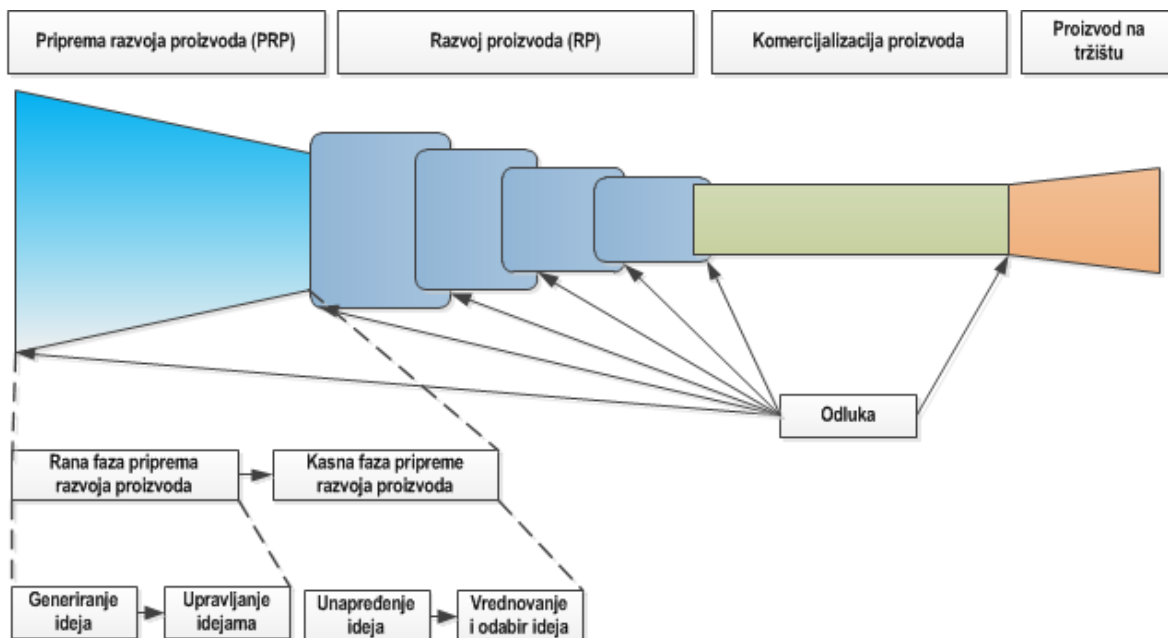 Priprema razvoja proizvoda (PRP)
Razvoj proizvoda (RP)
Komercijalizacija proizvoda
Proizvod na
tržištu
Odluka
Rana faza priprema
razvoja proizvoda
Kasna faza pripreme
razvoja proizvoda
Generiranje
ideja
Upravljanje
idejama
Unapređenje
ideja
Vrednovanje
i odabir ideja